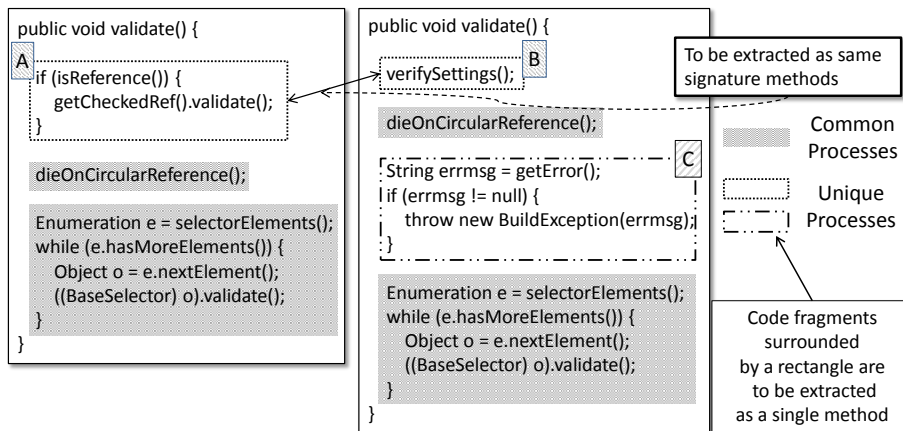 public void validate() {
A
if (isReference()) {
getCheckedRef().validate();
}
dieOnCircularReference();
Enumeration e = selectorElements();
while (e.hasMoreElements()) {
Object o = e.nextElement();
((BaseSelector) o).validate();
}
}
public void validate() {
B
verifySettings();
dieOnCircularReference();
C
String errmsg = getError();
if (errmsg != null) {
throw new BuildException(errmsg);
}
Enumeration e = selectorElements();
while (e.hasMoreElements()) {
Object o = e.nextElement();
((BaseSelector) o).validate();
}
}
To be extracted as same
signature methods
Common
Processes
Unique
Processes
Code fragments
surrounded
by a rectangle are
to be extracted
as a single method